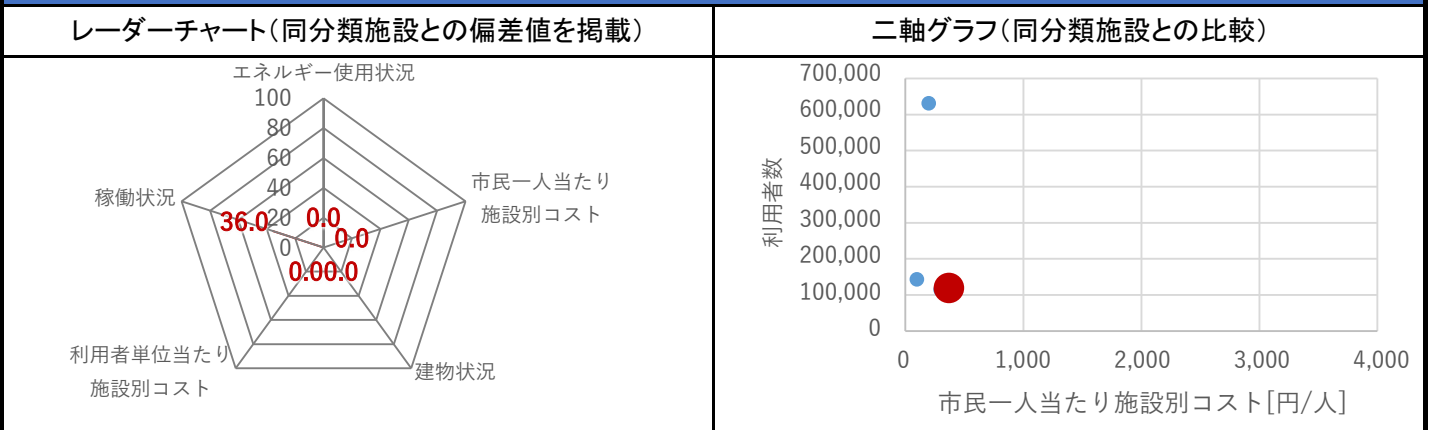 レーダーチャート(同分類施設との偏差値を掲載)
エネルギー使用状況
100
80
60
40
20
0
市民一人当たり
施設別コスト
稼働状況
36.0
0.0
0.0
0.0
0.0
利用者単位当たり
施設別コスト
建物状況
二軸グラフ(同分類施設との比較)
700,000
600,000
500,000
400,000
300,000
200,000
100,000
0
利用者数
0 1,000 2,000 3,000 4,000
市民一人当たり施設別コスト[円/人]